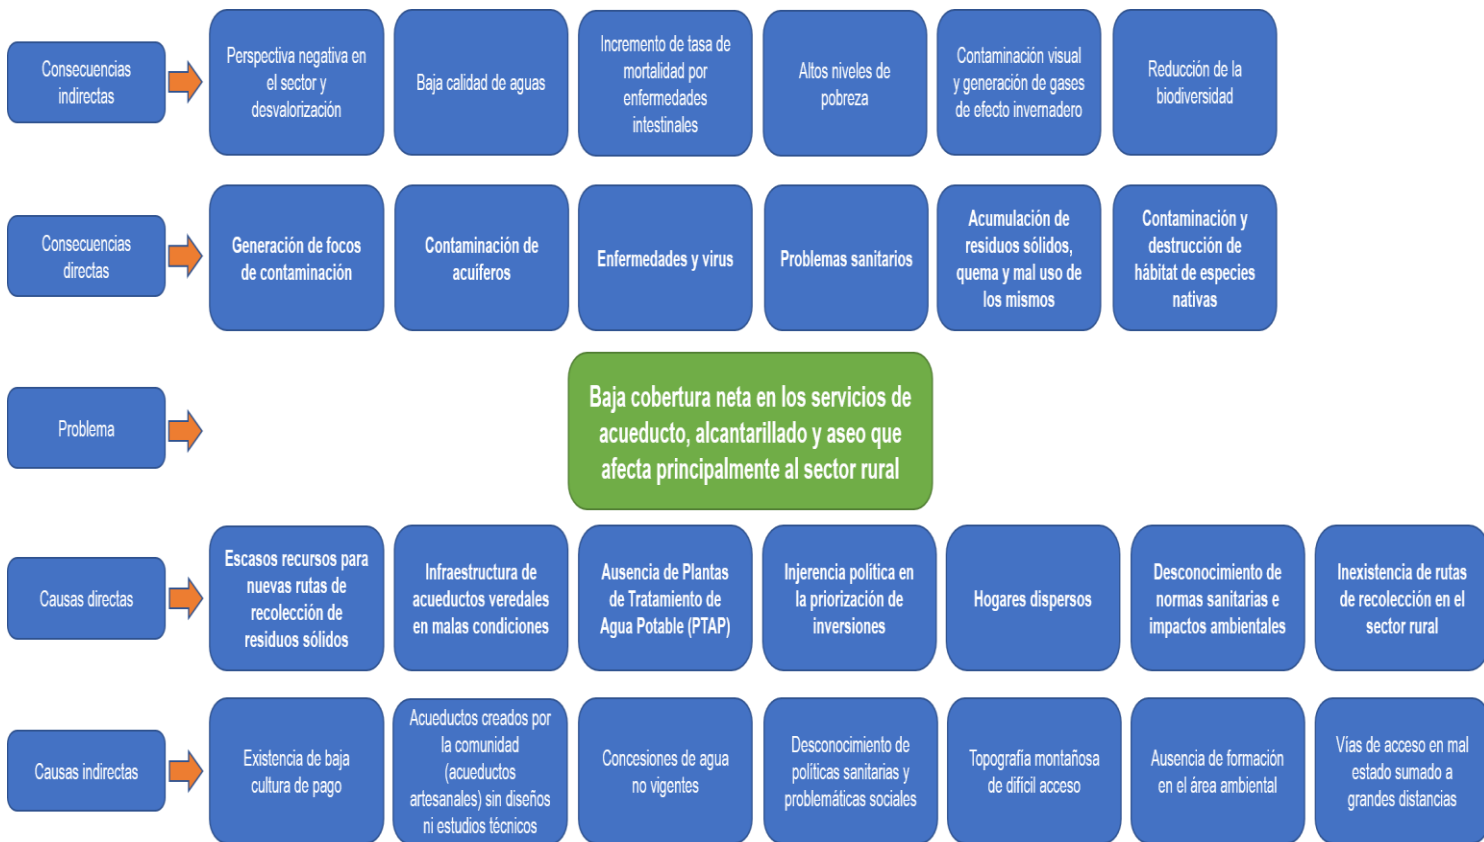 Consecuencias
indirectas
Perspectiva negativa en
el sector y
desvalorización
Baja calidad de aguas
Incremento de tasa de
mortalidad por
enfermedades
intestinales
Altos niveles de
pobreza
Contaminación visual
y generación de gases
de efecto invernadero
Reducción de la
biodiversidad
Consecuencias
directas
Generación de focos
de contaminación
Contaminación de
acuíferos
Enfermedades y virus
Problemas sanitarios
Acumulación de
residuos sólidos,
quema y mal uso de
los mismos
Contaminación y
destrucción de
hábitat de especies
nativas
Problema
Baja cobertura neta en los servicios de
acueducto, alcantarillado y aseo que
afecta principalmente al sector rural
Causas directas
Escasos recursos para
nuevas rutas de
recolección de
residuos sólidos
Infraestructura de
acueductos veredales
en malas condiciones
Ausencia de Plantas
de Tratamiento de
Agua Potable (PTAP)
Injerencia política en
la priorización de
inversiones
Hogares dispersos
Desconocimiento de
normas sanitarias e
impactos ambientales
Inexistencia de rutas
de recolección en el
sector rural
Causas indirectas
Existencia de baja
cultura de pago
Acueductos creados por
la comunidad
(acueductos
artesanales) sin diseños
ni estudios técnicos
Concesiones de agua
no vigentes
Desconocimiento de
políticas sanitarias y
problemáticas sociales
Topografía montañosa
de difícil acceso
Ausencia de formación
en el área ambiental
Vías de acceso en mal
estado sumado a
grandes distancias